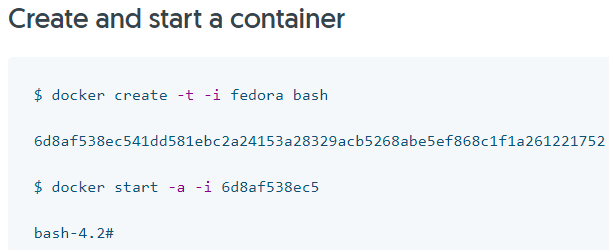 Create and start a container
$ docker create -t -i fedora bash
6d8af538ec541dd581ebc2a24153a28329acb5268abe5ef868c1f1a261221752
$ docker start -a -i 6d8af538ec5
bash-4.2#